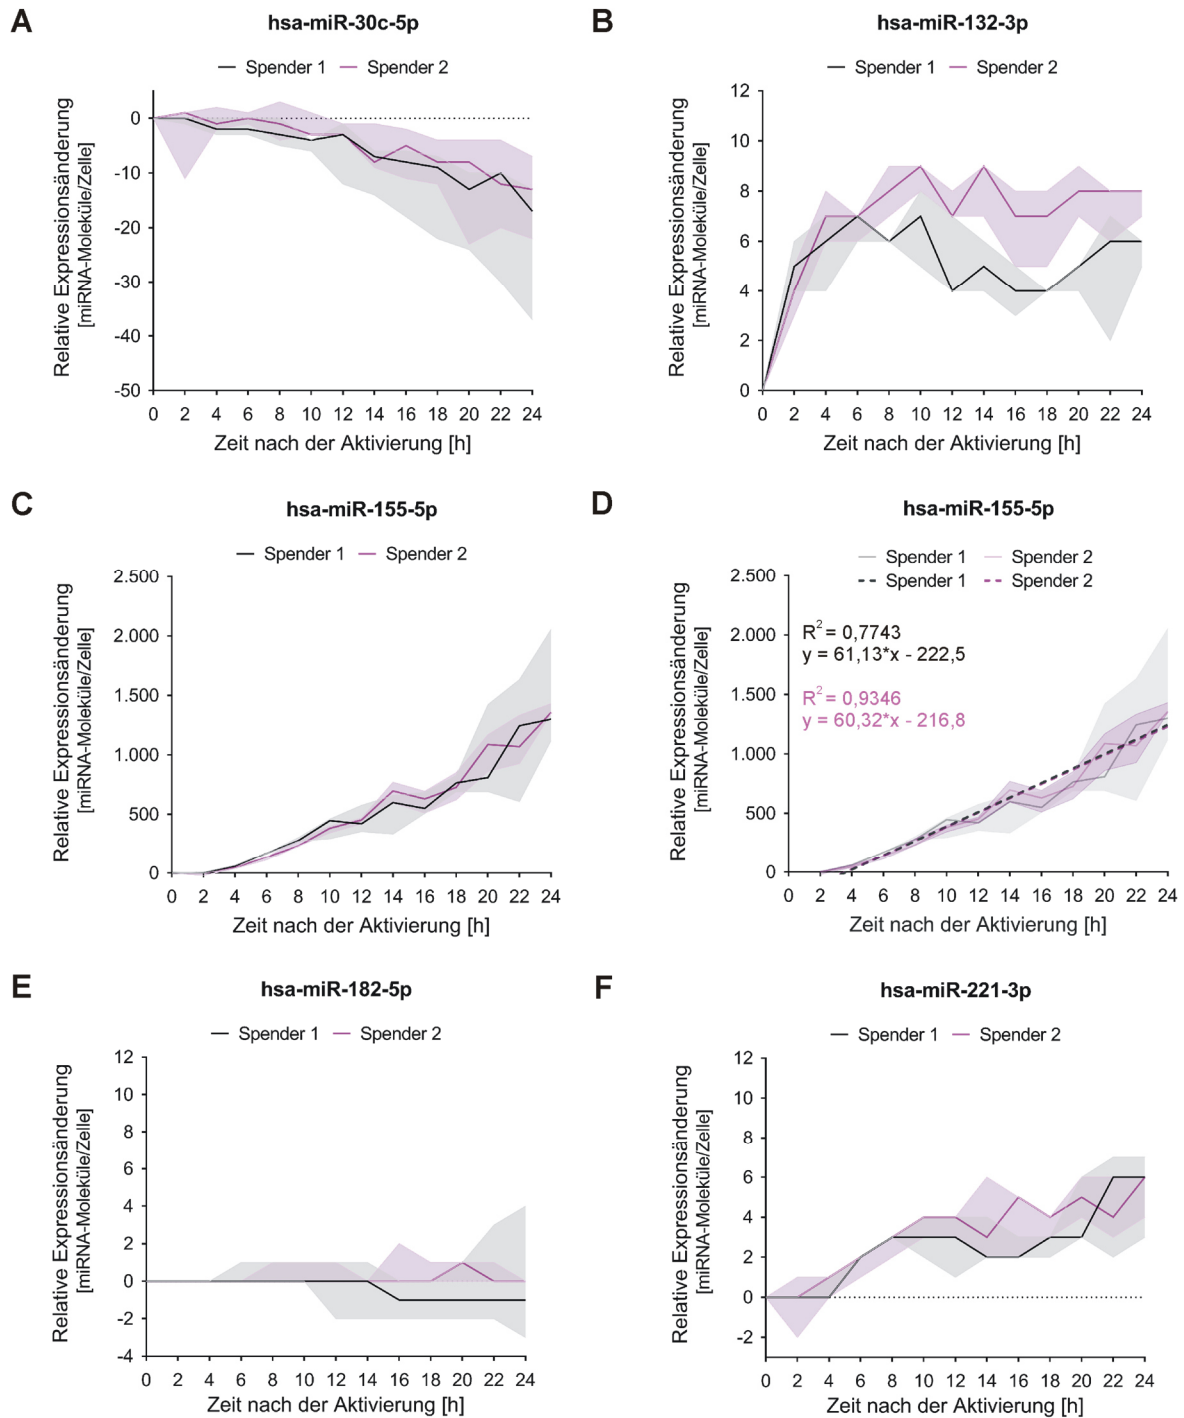 A
hsa-miR-30c-5p
Spender 1 Spender 2
Relative Expressionsänderung
[miRNA-Moleküle/Zelle]
0
-10
-20
-30
-40
-50
0 2 4 6 8 10 12 14 16 18 20 22 24
Zeit nach der Aktivierung [h]
B
hsa-miR-132-3p
Spender 1 Spender 2
Relative Expressionsänderung
[miRNA-Moleküle/Zelle]
12
10
8
6
4
2
0
0 2 4 6 8 10 12 14 16 18 20 22 24
Zeit nach der Aktivierung [h]
C
hsa-miR-155-5p
Spender 1 Spender 2
Relative Expressionsänderung
[miRNA-Moleküle/Zelle]
2.500
2.000
1.500
1.000
500
0
0 2 4 6 8 10 12 14 16 18 20 22 24
Zeit nach der Aktivierung [h]
D
hsa-miR-155-5p
Spender 1 Spender 2
Spender 1 Spender 2
Relative Expressionsänderung
[miRNA-Moleküle/Zelle]
2.500
2.000
1.500
1.000
500
0
R² = 0,7743
y = 61,13*x - 222,5
R² = 0,9346
y = 60,32*x - 216,8
0 2 4 6 8 10 12 14 16 18 20 22 24
Zeit nach der Aktivierung [h]
E
hsa-miR-182-5p
Spender 1 Spender 2
Relative Expressionsänderung
[miRNA-Moleküle/Zelle]
12
10
8
6
4
2
0
-2
-4
0 2 4 6 8 10 12 14 16 18 20 22 24
Zeit nach der Aktivierung [h]
F
hsa-miR-221-3p
Spender 1 Spender 2
Relative Expressionsänderung
[miRNA-Moleküle/Zelle]
12
10
8
6
4
2
0
-2
0 2 4 6 8 10 12 14 16 18 20 22 24
Zeit nach der Aktivierung [h]